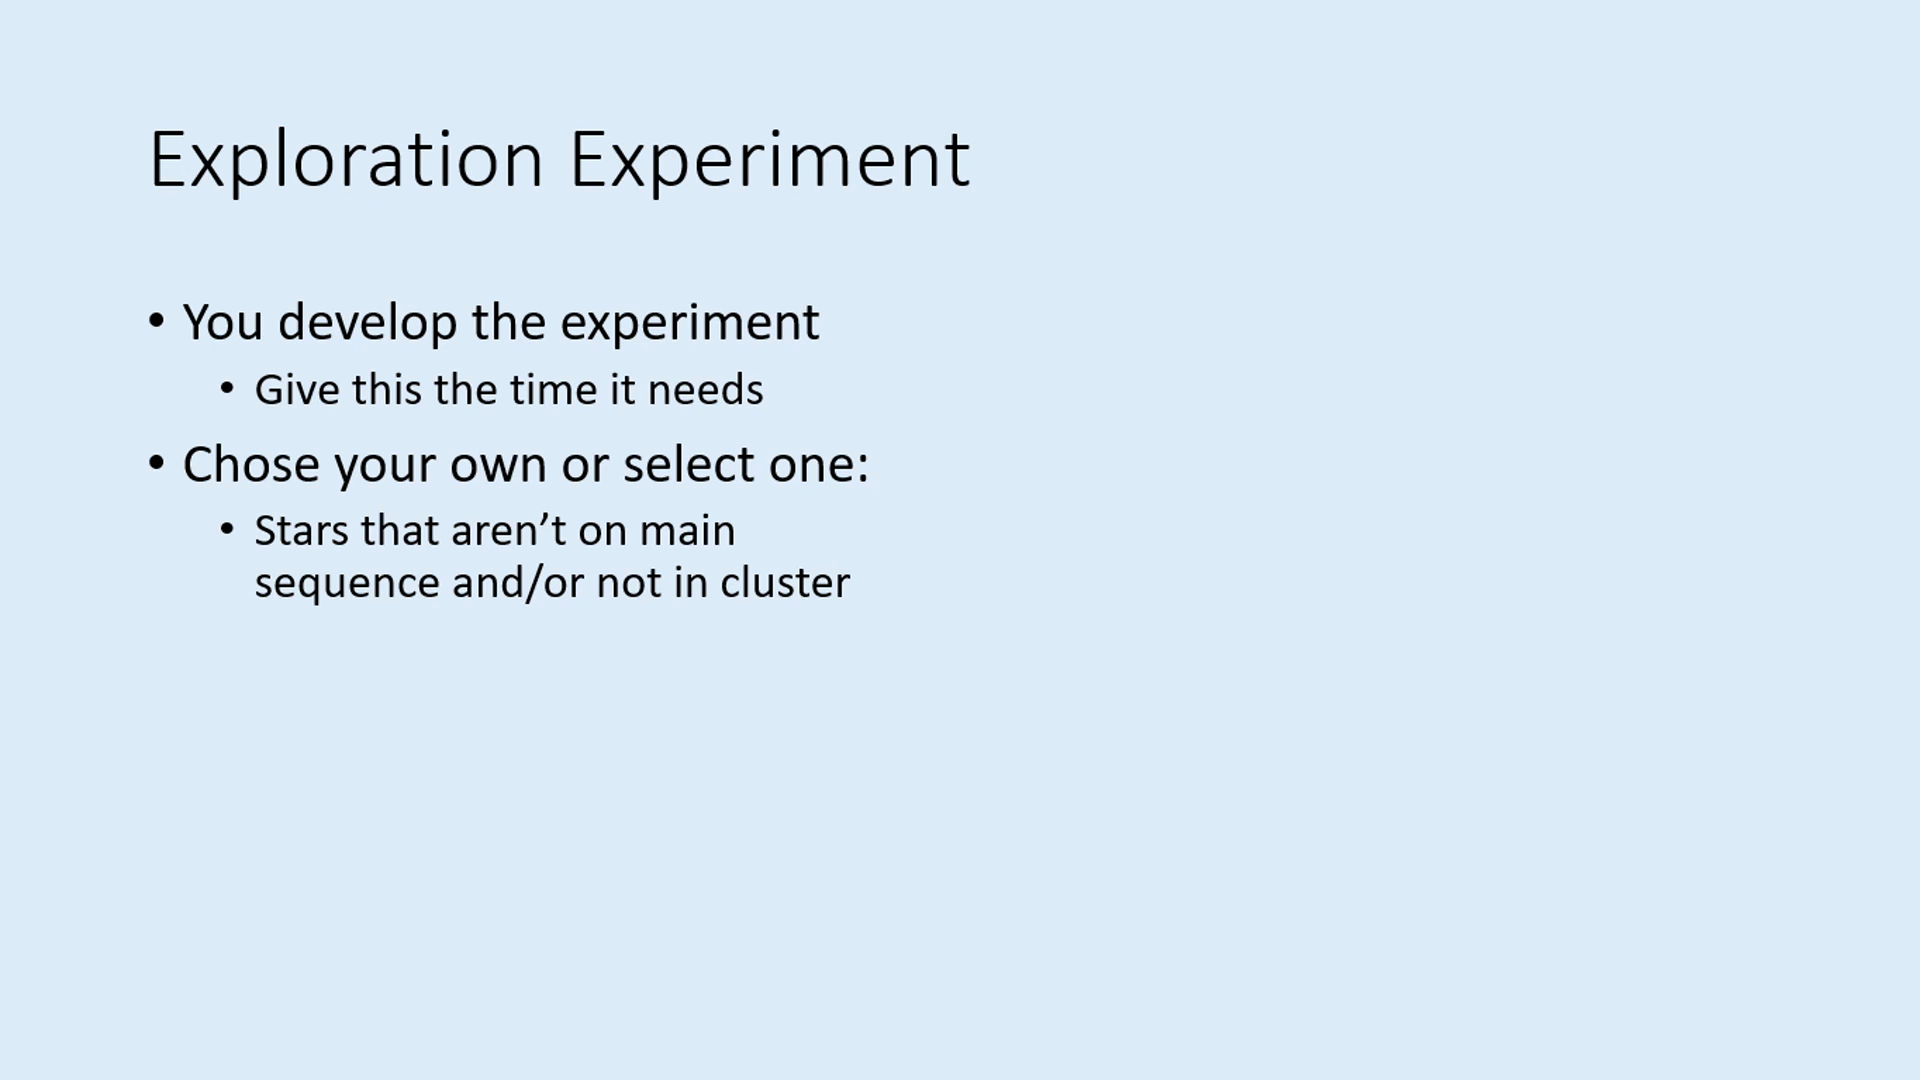 Exploration Experiment
• You develop the experiment
• Give this the time it needs
• Chose your own or select one:
• Stars that aren’t on main
sequence and/or not in cluster